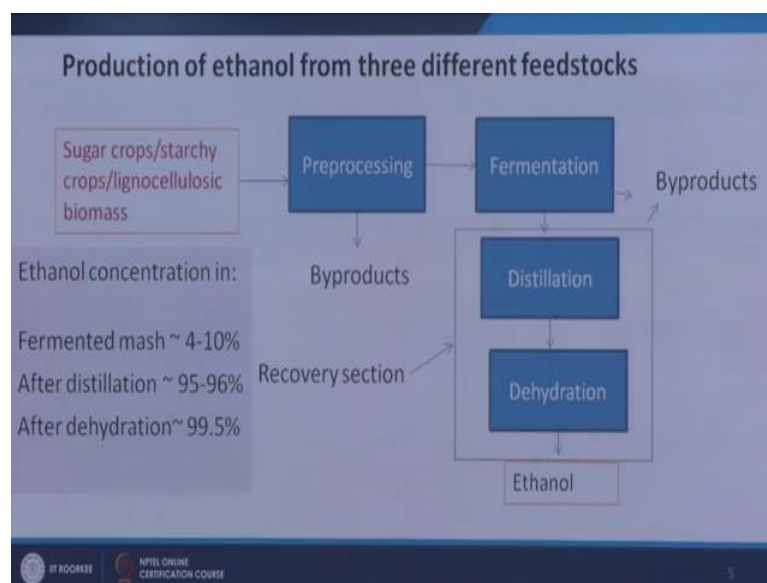 Production of ethanol from three different feedstocks
Sugar crops/starchy
crops/lignocellulosic
biomass
Preprocessing
Fermentation
Byproducts
Byproducts
Ethanol concentration in:
Fermented mash ~ 4-10%
After distillation ~ 95-96%
After dehydration~ 99.5%
Recovery section
Distillation
Dehydration
Ethanol
IIT ROORKEE
NPTEL ONLINE
CERTIFICATION COURSE
5